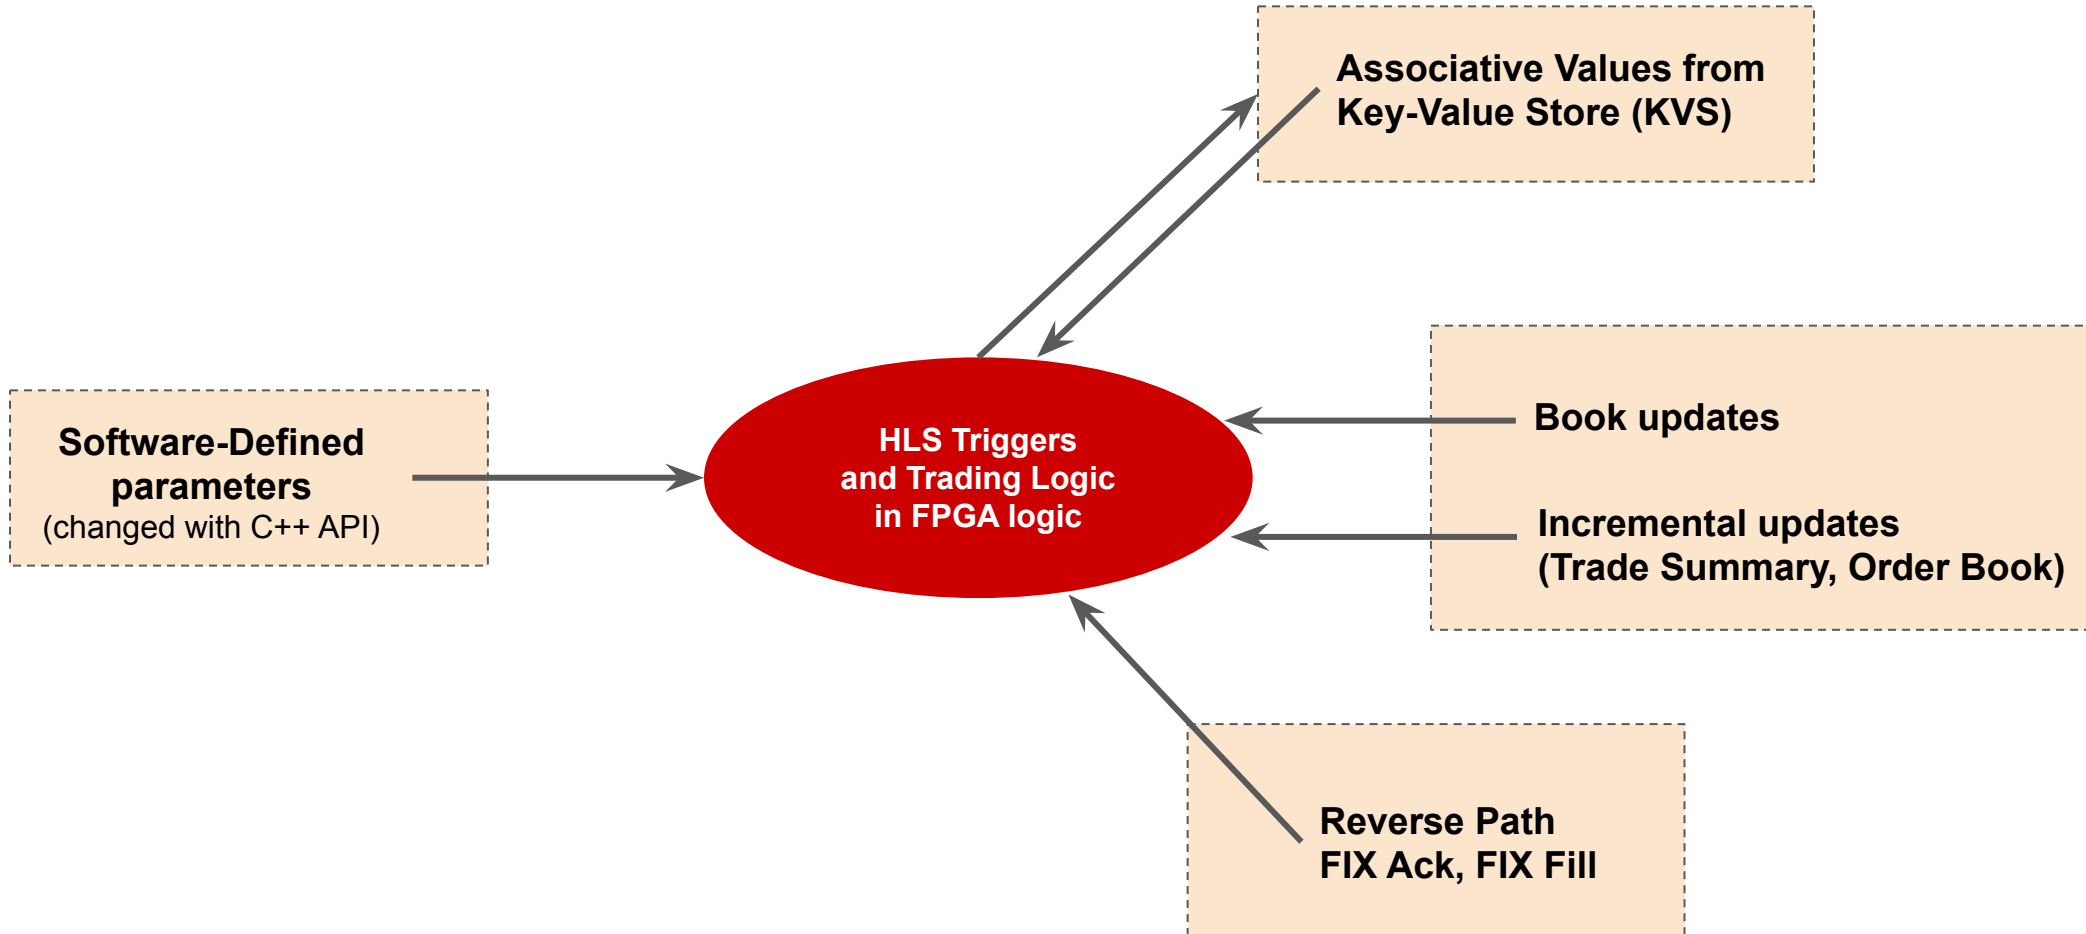 Associative Values from
Key-Value Store (KVS)
Software-Defined
parameters
(changed with C++ API)
HLS Triggers
and Trading Logic
in FPGA logic
Book updates
Incremental updates
(Trade Summary, Order Book)
Reverse Path
FIX Ack, FIX Fill